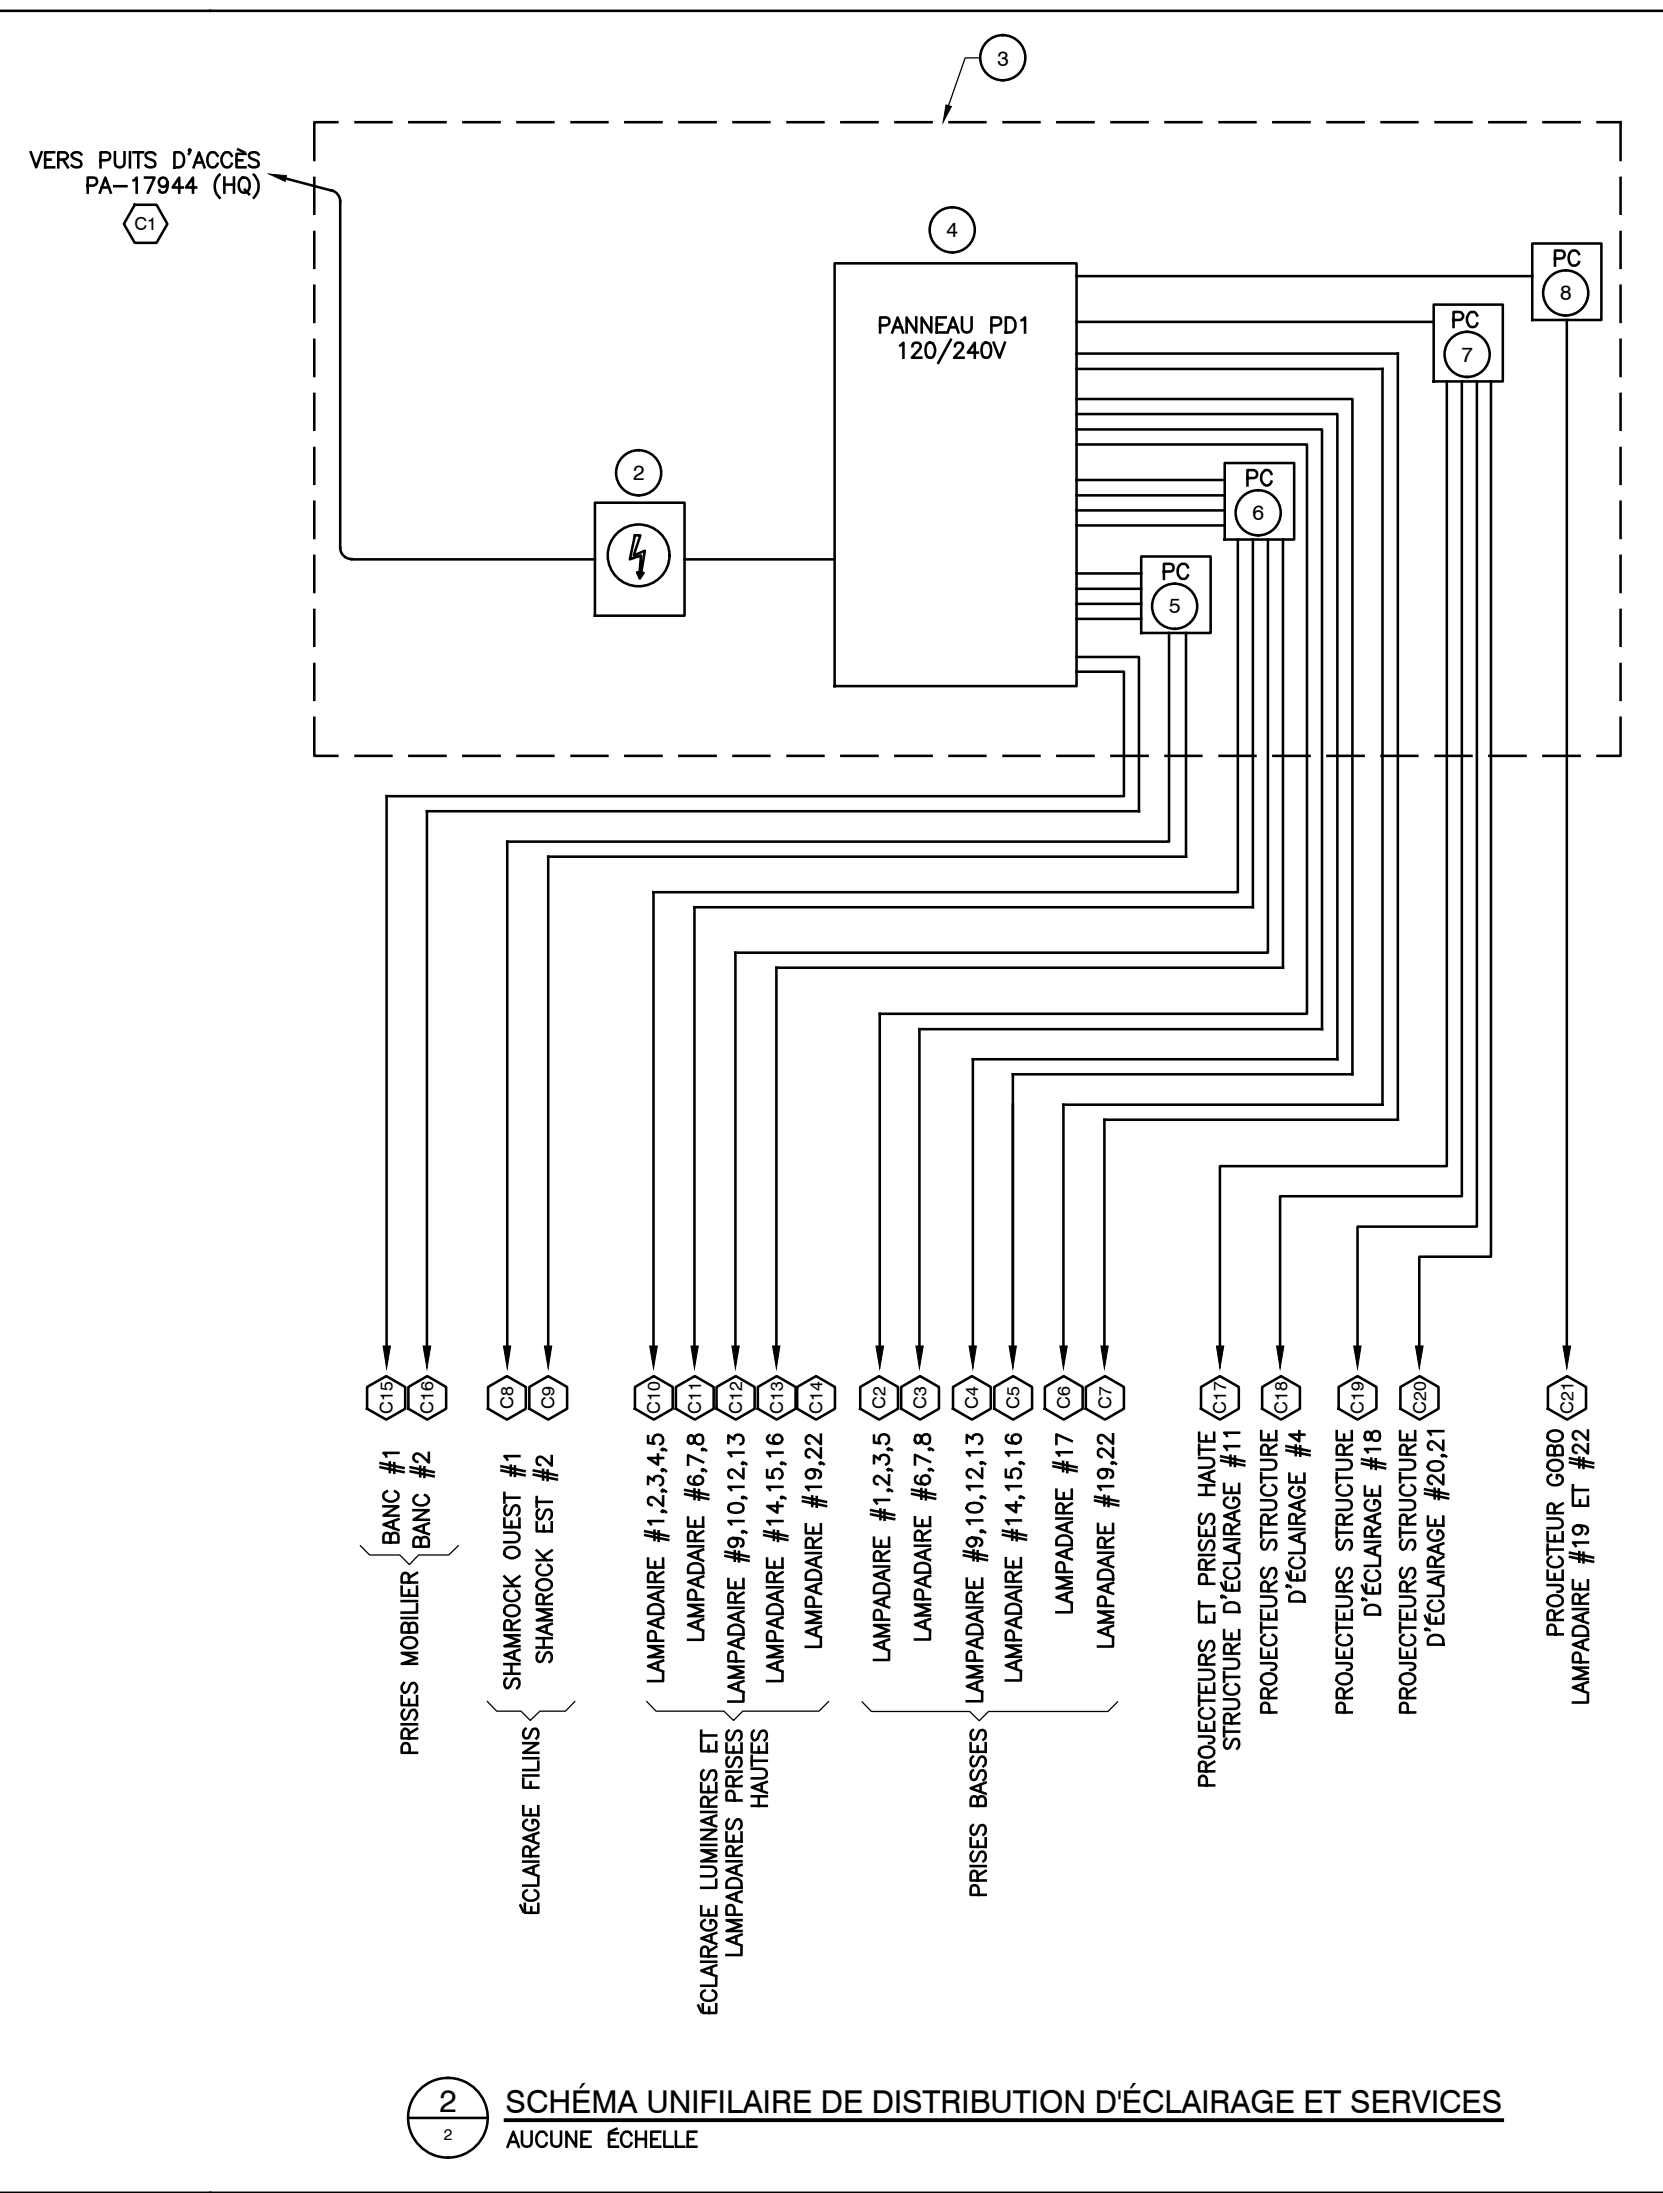 3
VERS PUITS D'ACCÈS
PA-17944 (HQ)
C1
4
PANNEAU PD1
120/240V
PC
8
PC
7
2
PC
6
PC
5
C15
C16
C8
C9
C10
C11
C12
C13
C14
C2
C3
C4
C5
C6
C7
C17
C18
C19
C20
C21
BANC #1
BANC #2
PRISES MOBILIER
SHAMROCK OUEST #1
SHAMROCK EST #2
ÉCLAIRAGE FILINS
LAMPADAIRE #1,2,3,4,5
LAMPADAIRE #6,7,8
LAMPADAIRE #9,10,12,13
LAMPADAIRE #14,15,16
LAMPADAIRE #19,22
ÉCLAIRAGE LUMINAIRES ET
LAMPADAIRES PRISES
HAUTES
LAMPADAIRE #1,2,3,5
LAMPADAIRE #6,7,8
LAMPADAIRE #9,10,12,13
LAMPADAIRE #14,15,16
LAMPADAIRE #17
LAMPADAIRE #19,22
PRISES BASSES
PROJECTEURS ET PRISES HAUTE
STRUCTURE D'ÉCLAIRAGE #11
PROJECTEURS STRUCTURE
D'ÉCLAIRAGE #4
PROJECTEURS STRUCTURE
D'ÉCLAIRAGE #18
PROJECTEURS STRUCTURE
D'ÉCLAIRAGE #20,21
PROJECTEUR GOBO
LAMPADAIRE #19 ET #22
2
2
SCHÉMA UNIFILAIRE DE DISTRIBUTION D'ÉCLAIRAGE ET SERVICES
AUCUNE ÉCHELLE